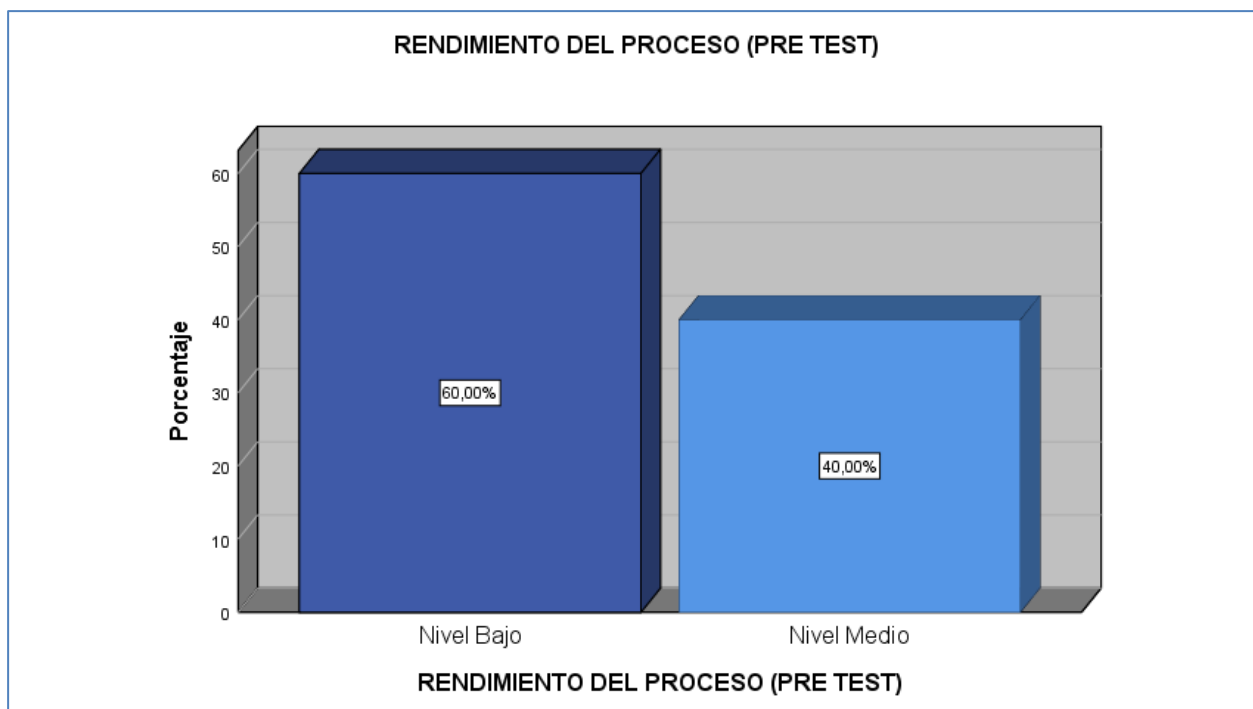 RENDIMIENTO DEL PROCESO (PRE TEST)
Porcentaje
60
50
40
30
20
10
0
60,00%
40,00%
Nivel Bajo
Nivel Medio
RENDIMIENTO DEL PROCESO (PRE TEST)